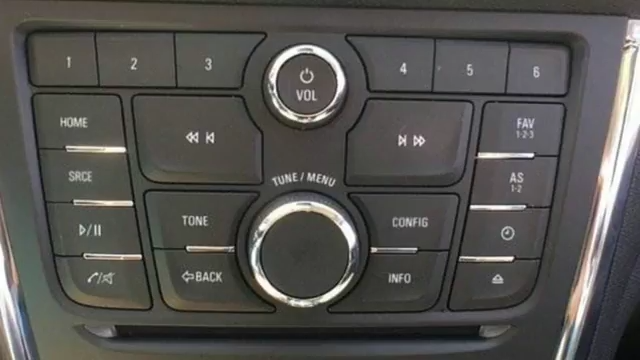 1
2
3
VOL
4
5
6
HOME
FAV
1-2-3
SRCE
AS
1-2
TUNE / MENU
TONE
CONFIG
BACK
INFO